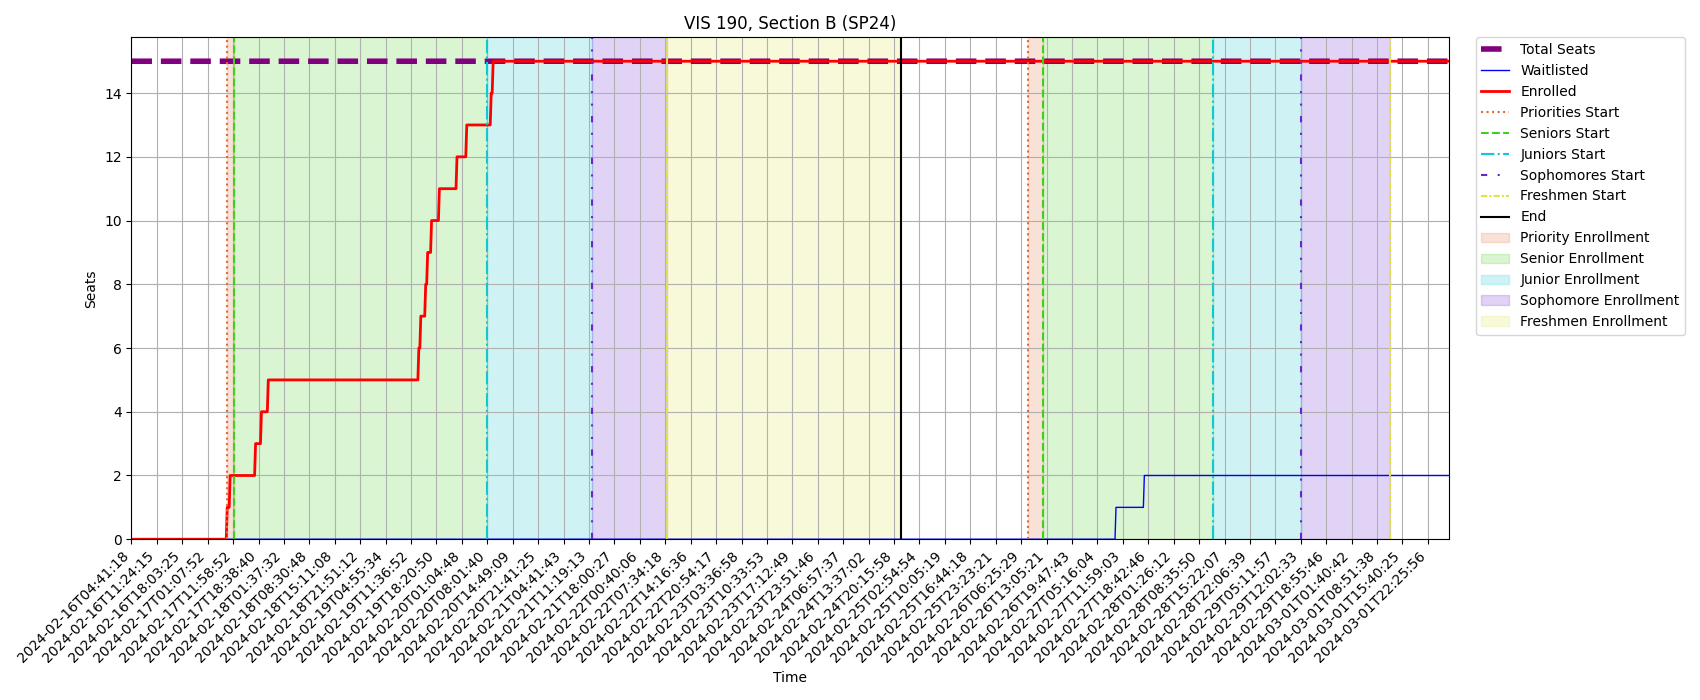 VIS 190, Section B (SP24)
Total Seats
Waitlisted
Enrolled
Priorities Start
Seniors Start
Juniors Start
Sophomores Start
Freshmen Start
End
Priority Enrollment
Senior Enrollment
Junior Enrollment
Sophomore Enrollment
Freshmen Enrollment
Seats
14
12
10
8
6
4
2
0
2024-02-16T04:41:18
2024-02-16T11:24:15
2024-02-16T18:03:25
2024-02-17T01:07:52
2024-02-17T11:58:52
2024-02-17T18:38:40
2024-02-18T01:37:32
2024-02-18T08:30:48
2024-02-18T15:11:08
2024-02-18T21:51:12
2024-02-19T04:55:34
2024-02-19T11:36:52
2024-02-19T18:20:50
2024-02-20T01:04:48
2024-02-20T08:01:40
2024-02-20T14:49:09
2024-02-20T21:41:25
2024-02-21T04:41:43
2024-02-21T11:19:13
2024-02-21T18:00:27
2024-02-22T00:40:06
2024-02-22T07:34:18
2024-02-22T14:16:36
2024-02-22T20:54:17
2024-02-23T03:36:58
2024-02-23T10:33:53
2024-02-23T17:12:49
2024-02-23T23:51:46
2024-02-24T06:57:37
2024-02-24T13:37:02
2024-02-24T20:15:58
2024-02-25T02:54:54
2024-02-25T10:05:19
2024-02-25T16:44:18
2024-02-25T23:23:21
2024-02-26T06:25:29
2024-02-26T13:05:21
2024-02-26T19:47:43
2024-02-27T05:16:04
2024-02-27T11:59:03
2024-02-27T18:42:46
2024-02-28T01:26:12
2024-02-28T08:35:50
2024-02-28T15:22:07
2024-02-28T22:06:39
2024-02-29T05:11:57
2024-02-29T12:02:33
2024-02-29T18:55:46
2024-03-01T01:40:42
2024-03-01T08:51:38
2024-03-01T15:40:25
2024-03-01T22:25:56
Time